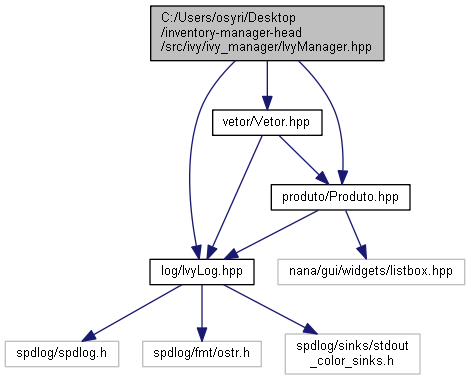 C:/Users/osyri/Desktop
/inventory-manager-head
/src/ivy/ivy_manager/IvyManager.hpp
vetor/Vetor.hpp
produto/Produto.hpp
log/IvyLog.hpp
nana/gui/widgets/listbox.hpp
spdlog/spdlog.h
spdlog/fmt/ostr.h
spdlog/sinks/stdout
_color_sinks.h